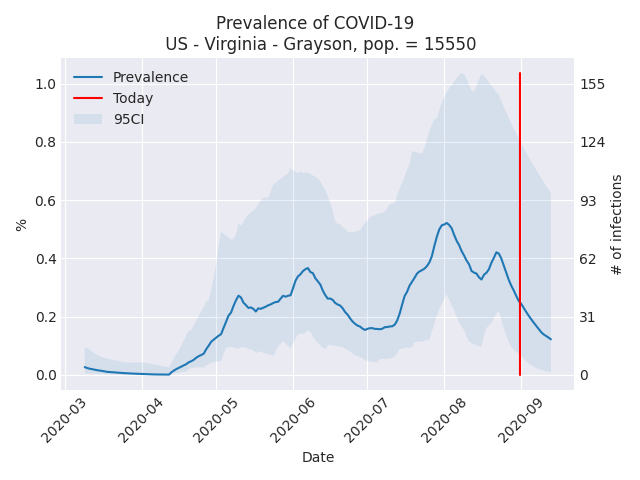 Prevalence of COVID-19
US - Virginia - Grayson, pop. = 15550
Prevalence
Today
95CI
1.0
0.8
0.6
0.4
0.2
0.0
%
155
124
93
62
31
0
# of infections
2020-03
2020-04
2020-05
2020-06
2020-07
2020-08
2020-09
Date